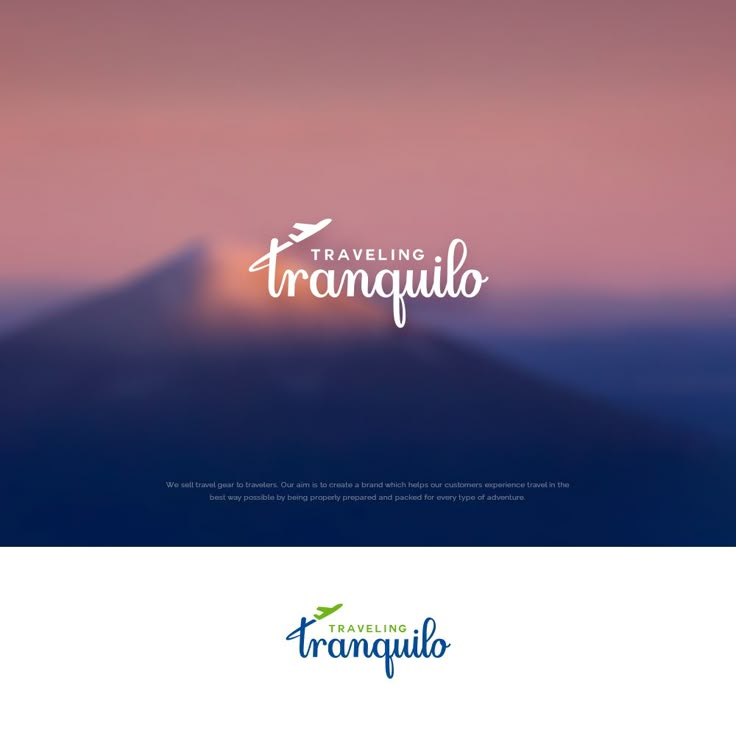 TRAVELING
tranquilo
We sell travel gear to travelers. Our aim is to create a brand which helps our customers experience travel in the
best way possible by being properly prepared and packed for every type of adventure.
TRAVELING
tranquilo